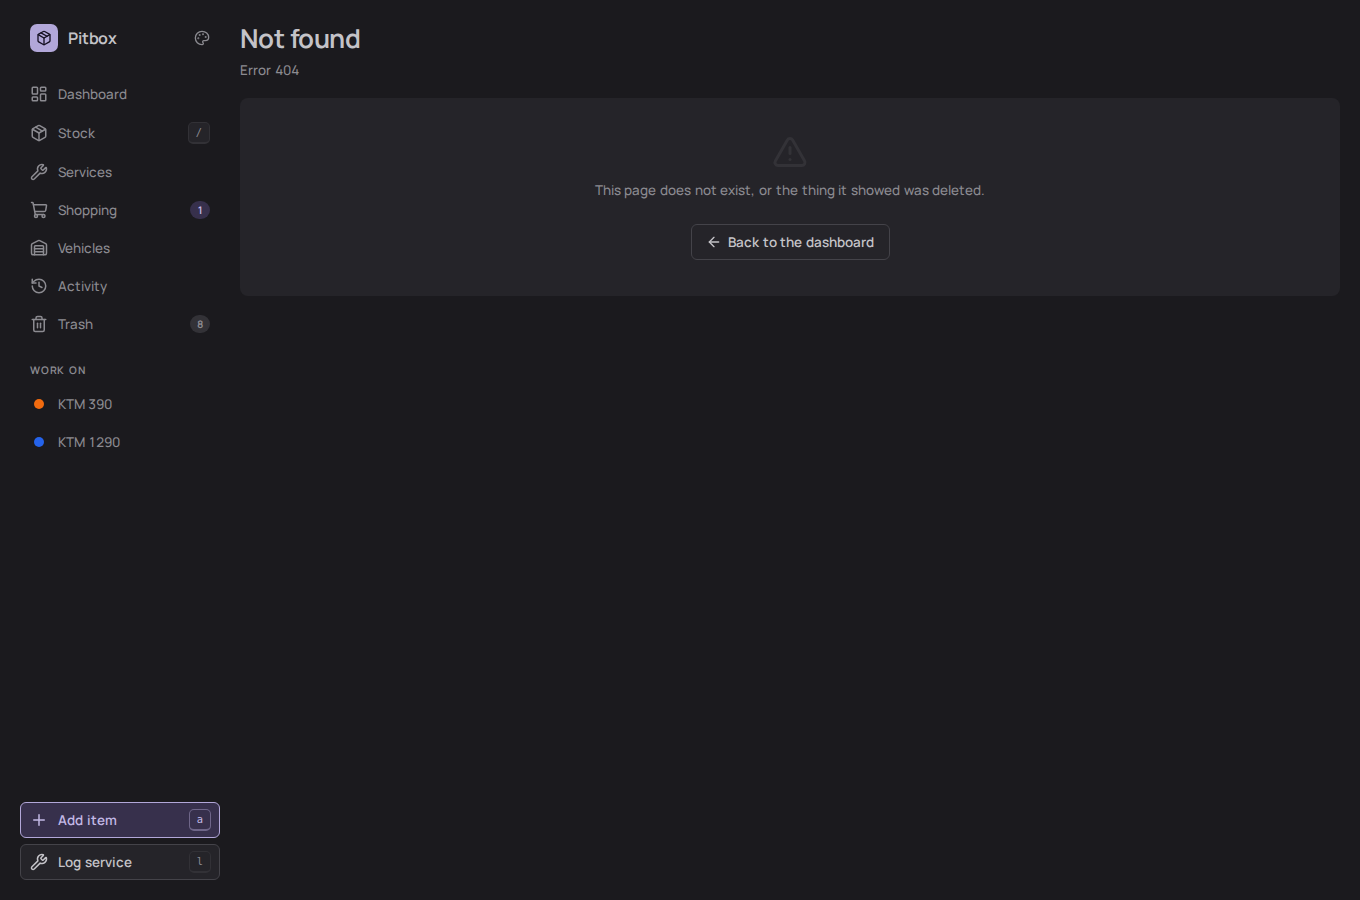 Pitbox
Dashboard
Stock /
Services
Shopping 1
Vehicles
Activity
Trash 8
WORK ON
KTM 390
KTM 1290
Add item a
Log service l
Not found
Error 404
This page does not exist, or the thing it showed was deleted.
Back to the dashboard